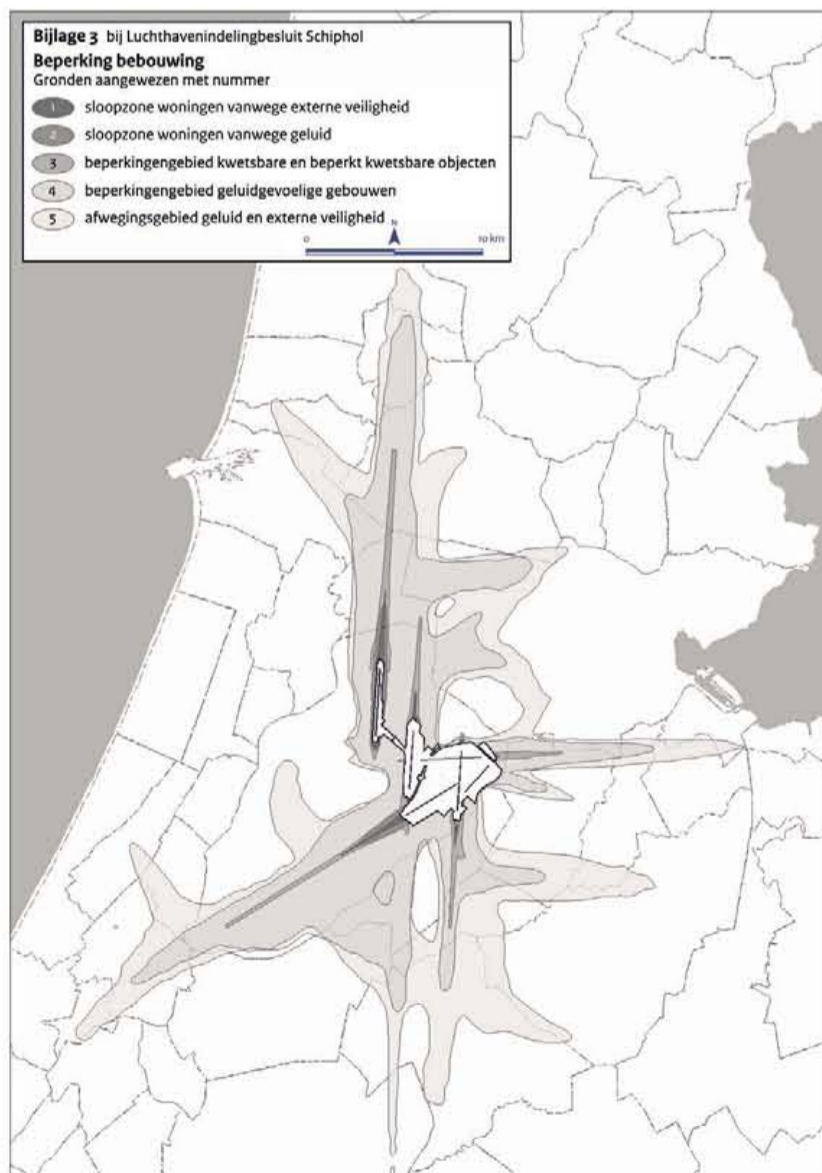 Bijlage 3 bij Luchthavenindelingbesluit Schiphol
Beperking bebouwing
Gronden aangewezen met nummer
1 sloopzone woningen vanwege externe veiligheid
2 sloopzone woningen vanwege geluid
3 beperkingengebied kwetsbare en beperkt kwetsbare objecten
4 beperkingengebied geluidgevoelige gebouwen
5 afwegingsgebied geluid en externe veiligheid
N
0 10 km